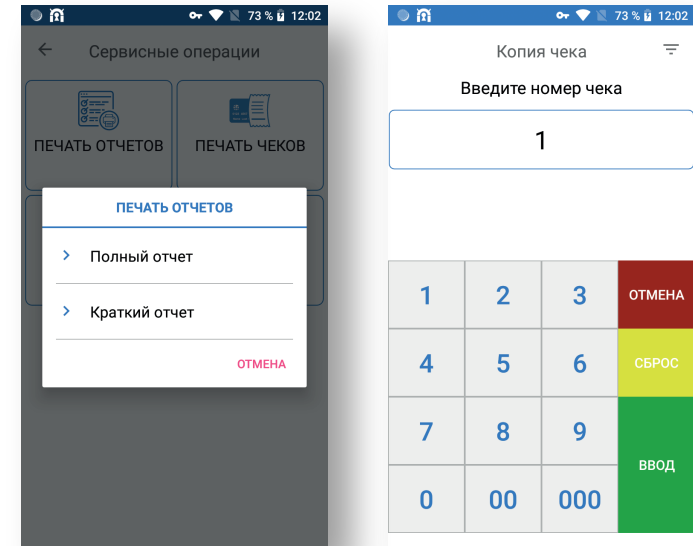 73 % 12:02
Сервисные операции
ПЕЧАТЬ ОТЧЕТОВ
ПЕЧАТЬ ЧЕКОВ
ПЕЧАТЬ ОТЧЕТОВ
Полный отчет
Краткий отчет
ОТМЕНА
73 % 12:02
Копия чека
Введите номер чека
1
1 2 3 ОТМЕНА
4 5 6 СБРОС
7 8 9
ВВОД
0 00 000